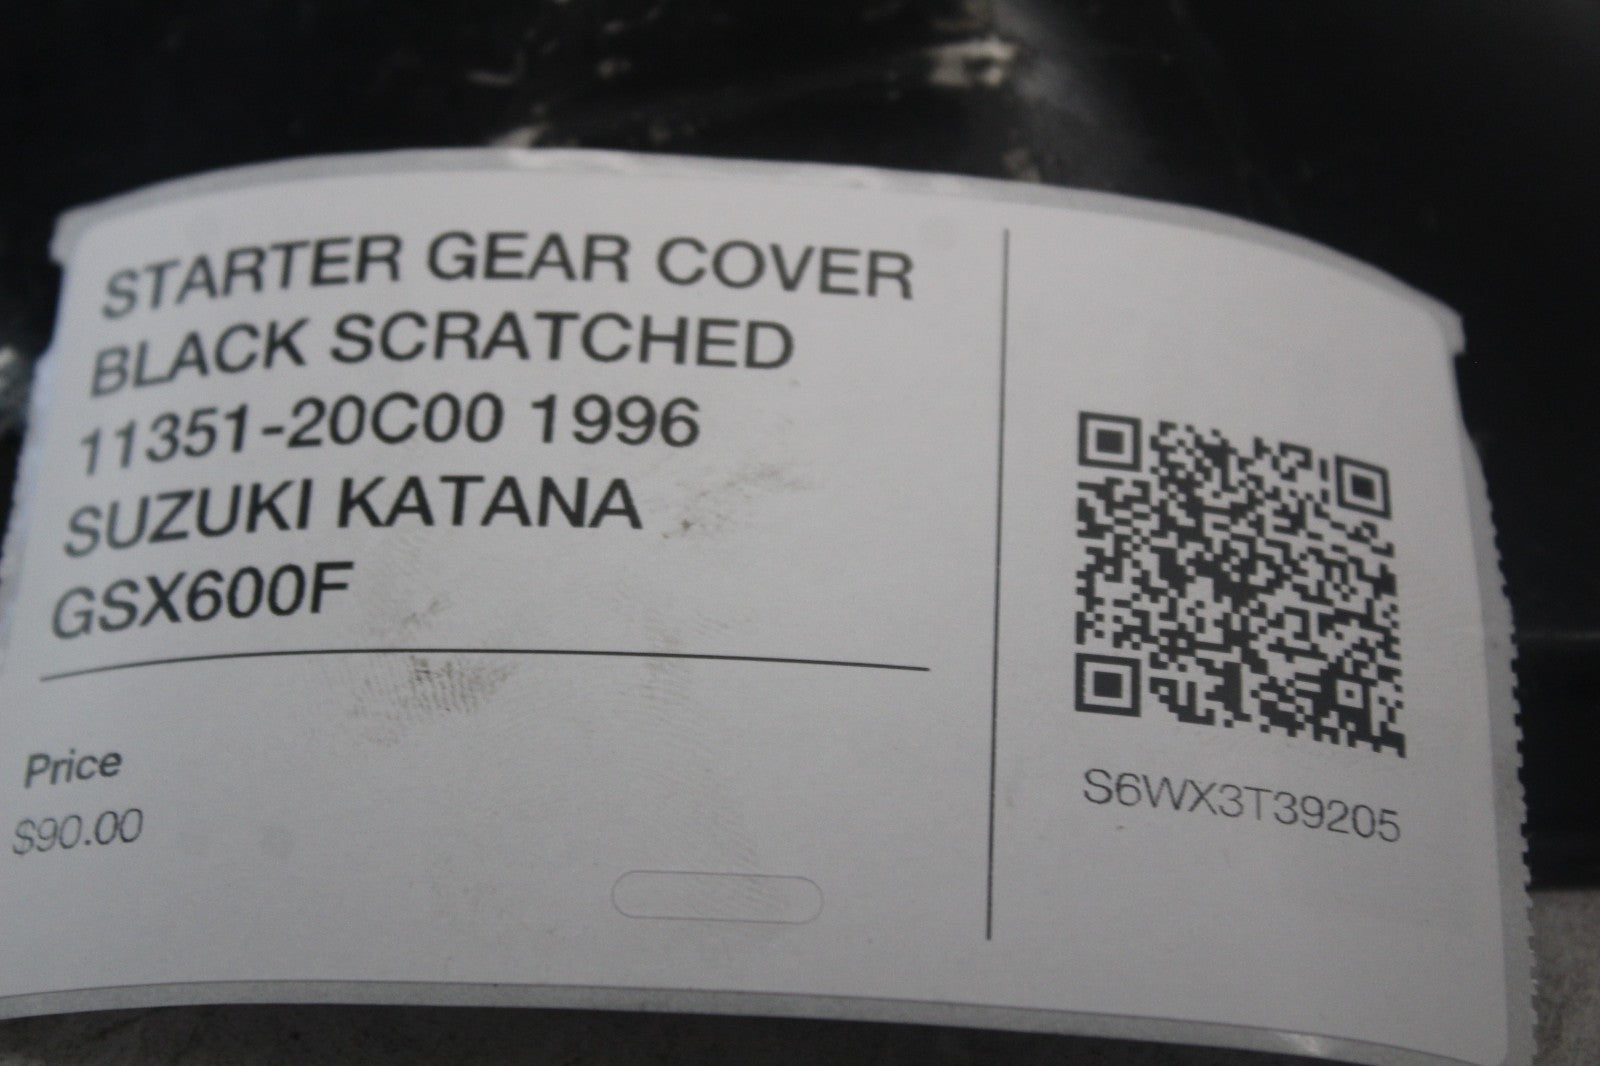 STARTER GEAR COVER
BLACK SCRATCHED
11351-20C00 1996
SUZUKI KATANA
GSX600F
Price
$90.00
S6WX3T39205